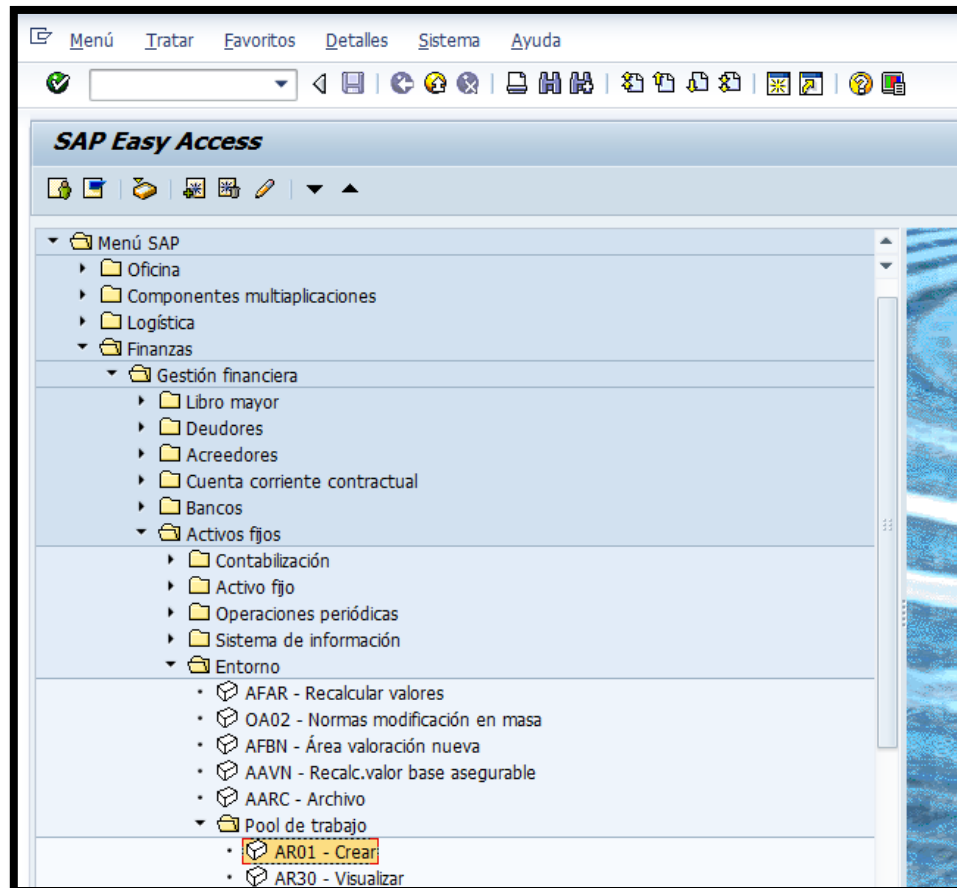 Menú Tratar Favoritos Detalles Sistema Ayuda
SAP Easy Access
Menú SAP
Oficina
Componentes multiaplicaciones
Logística
Finanzas
Gestión financiera
Libro mayor
Deudores
Acreedores
Cuenta corriente contractual
Bancos
Activos fijos
Contabilización
Activo fijo
Operaciones periódicas
Sistema de información
Entorno
AFAR - Recalcular valores
OA02 - Normas modificación en masa
AFBN - Área valoración nueva
AAVN - Recalc.valor base asegurable
AARC - Archivo
Pool de trabajo
AR01 - Crear
AR30 - Visualizar